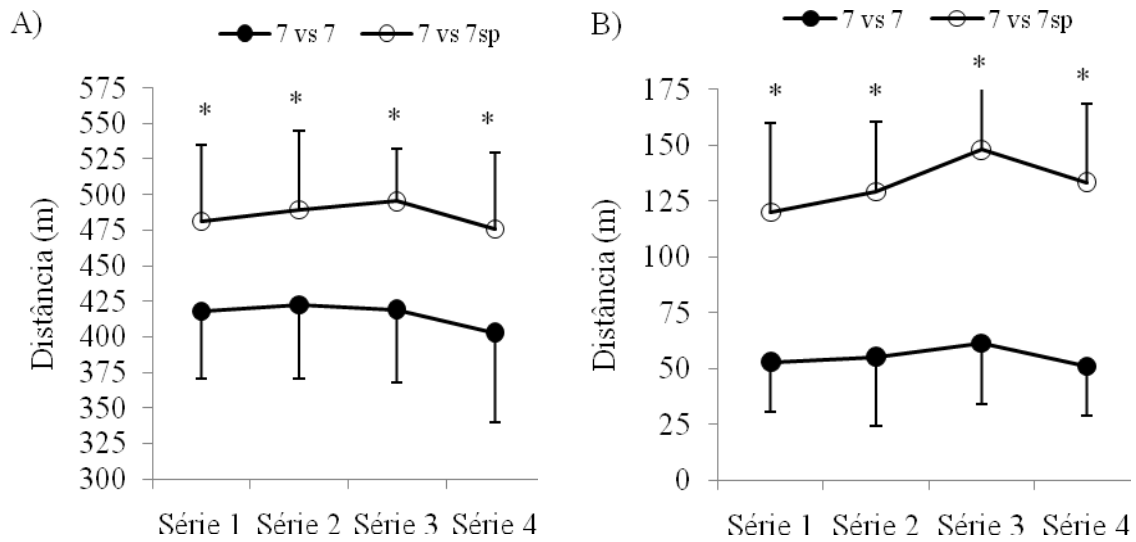 A)
7 vs 7 7 vs 7sp
Distância (m)
575
550
525
500
475
450
425
400
375
350
325
300
* * * *
Série 1 Série 2 Série 3 Série 4
B)
7 vs 7 7 vs 7sp
Distância (m)
175
150
125
100
75
50
25
0
* * * *
Série 1 Série 2 Série 3 Série 4